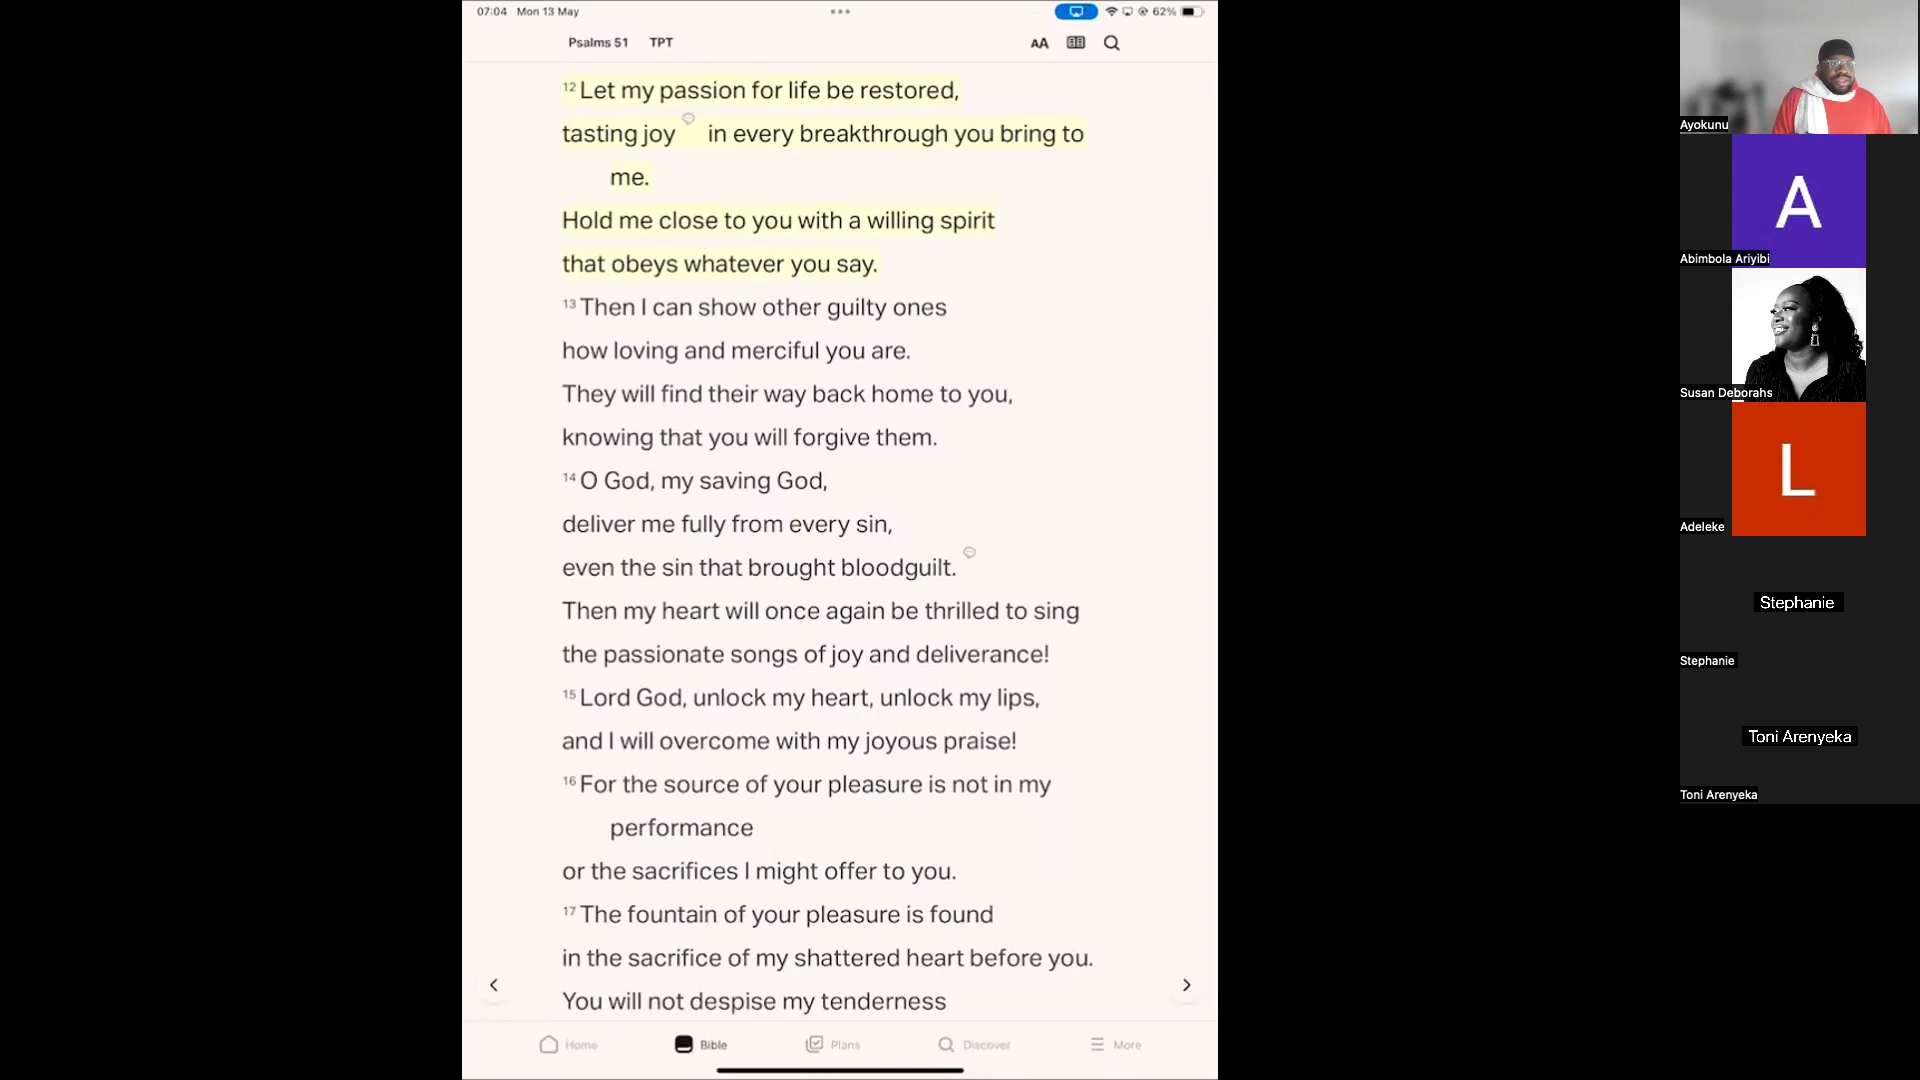 07:04 Mon 13 May
62%
Psalms 51 TPT
AA
12 Let my passion for life be restored,
tasting joy in every breakthrough you bring to
me.
Hold me close to you with a willing spirit
that obeys whatever you say.
13 Then I can show other guilty ones
how loving and merciful you are.
They will find their way back home to you,
knowing that you will forgive them.
14 O God, my saving God,
deliver me fully from every sin,
even the sin that brought bloodguilt.
Then my heart will once again be thrilled to sing
the passionate songs of joy and deliverance!
15 Lord God, unlock my heart, unlock my lips,
and I will overcome with my joyous praise!
16 For the source of your pleasure is not in my
performance
or the sacrifices I might offer to you.
17 The fountain of your pleasure is found
in the sacrifice of my shattered heart before you.
You will not despise my tenderness
Home Bible Plans Discover More
Ayokunu
A
Abimbola Ariyibi
Susan Deborahs
L
Adeleke
Stephanie
Stephanie
Toni Arenyeka
Toni Arenyeka